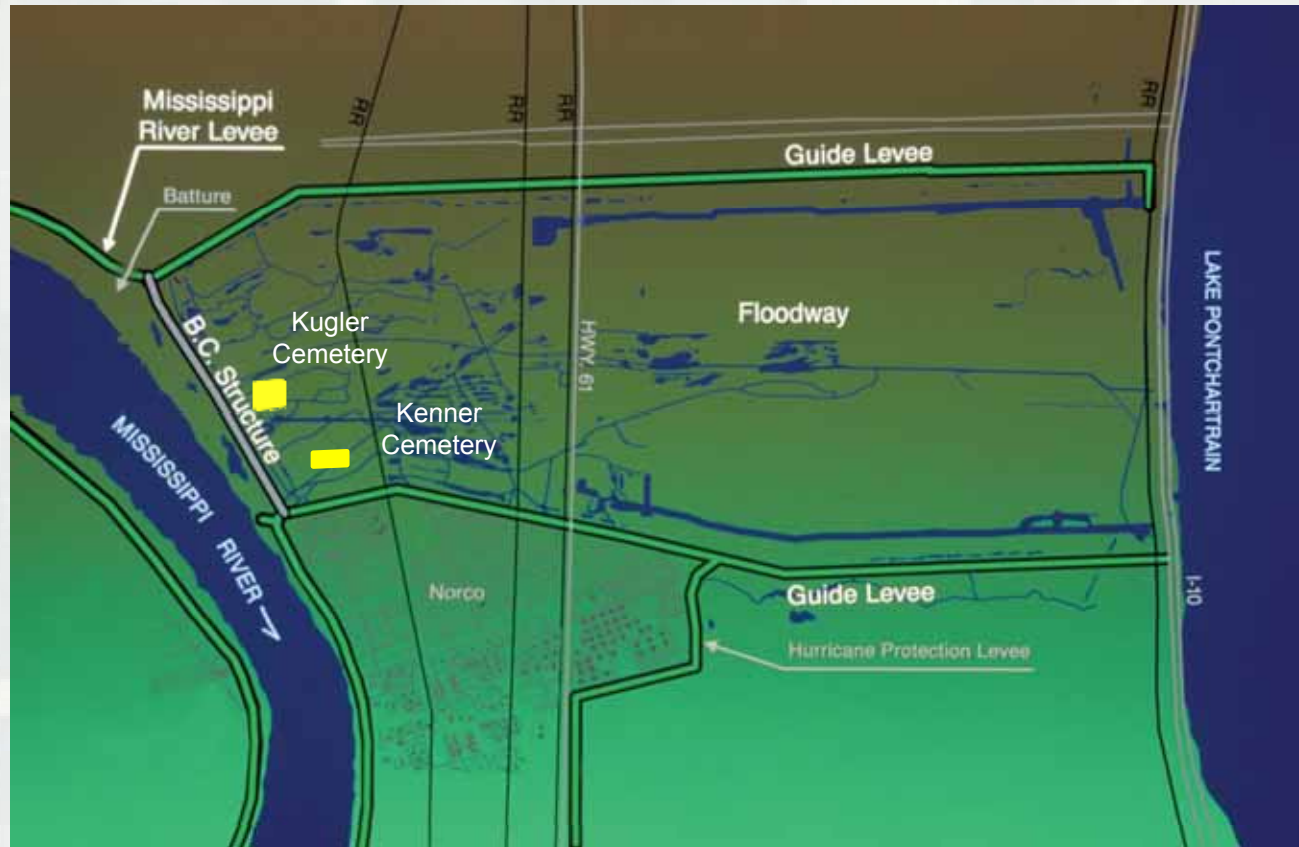 Mississippi
River Levee
Batture
RR
RR
RR
RR
Guide Levee
LAKE PONTCHARTRAIN
Floodway
Kugler
Cemetery
B.C. Structure
HWY. 61
Kenner
Cemetery
MISSISSIPPI RIVER
Norco
Guide Levee
I-10
Hurricane Protection Levee